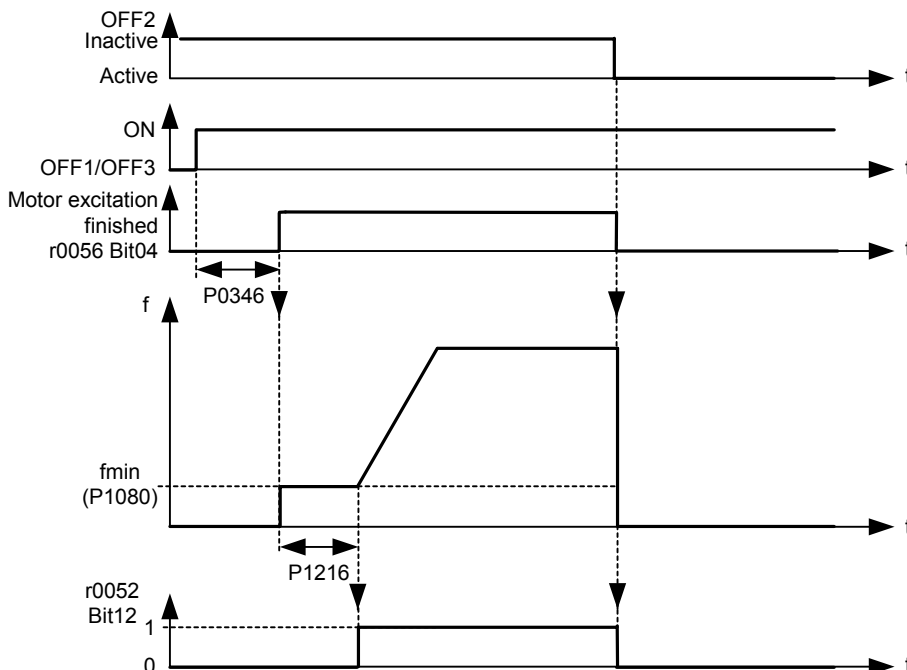 OFF2
Inactive
Active
t
ON
OFF1/OFF3
t
Motor excitation
finished
r0056 Bit04
t
P0346
f
fmin
(P1080)
t
P1216
r0052
Bit12
1
0
t